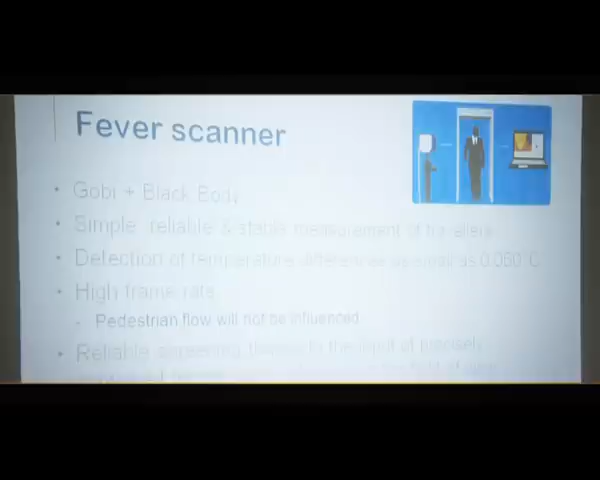 Fever scanner
• Gobi + Black Body
• Simple, reliable & stable measurement of travellers
• Detection of temperature differences as small as 0.050°C
• High frame rate
- Pedestrian flow will not be influenced
• Reliable screening thanks to the input of precisely